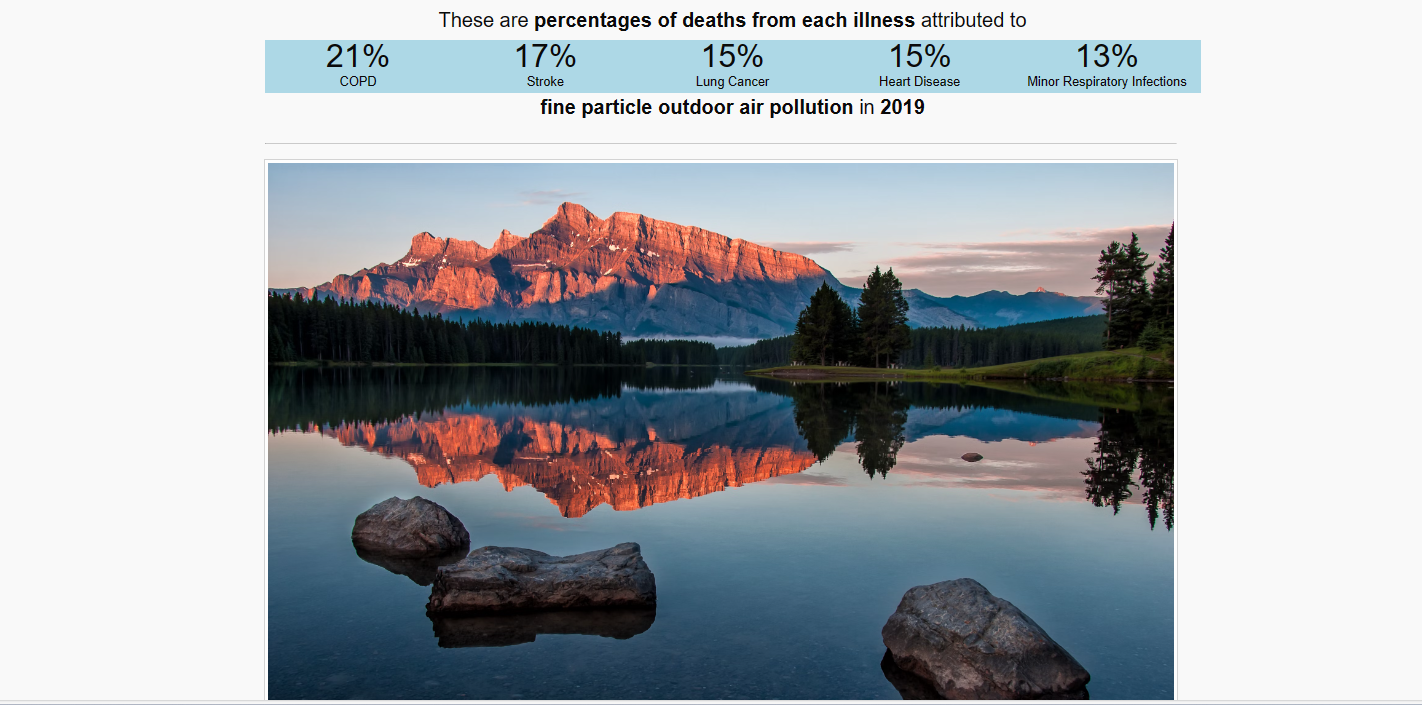 These are percentages of deaths from each illness attributed to
21% 17% 15% 15% 13%
COPD Stroke Lung Cancer Heart Disease Minor Respiratory Infections
fine particle outdoor air pollution in 2019